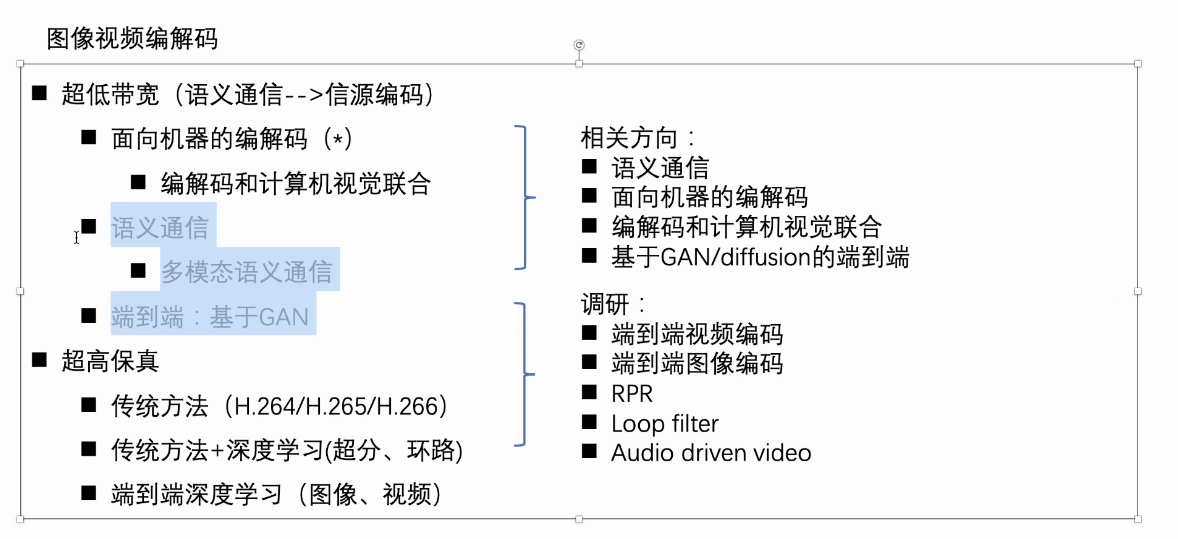 图像视频编解码
超低带宽（语义通信-->信源编码）
面向机器的编解码（*）
编解码和计算机视觉联合
语义通信
多模态语义通信
端到端：基于GAN
超高保真
传统方法（H.264/H.265/H.266）
传统方法+深度学习(超分、环路)
端到端深度学习（图像、视频）
相关方向：
语义通信
面向机器的编解码
编解码和计算机视觉联合
基于GAN/diffusion的端到端
调研：
端到端视频编码
端到端图像编码
RPR
Loop filter
Audio driven video